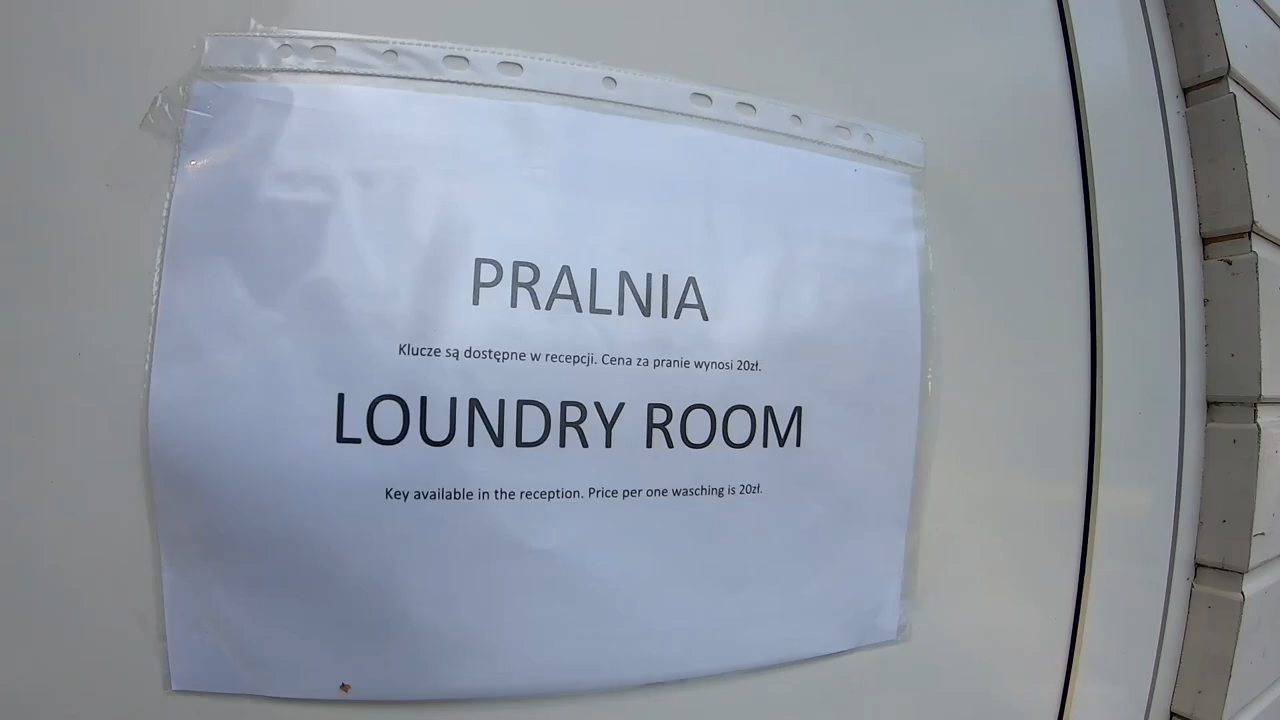 PRALNIA
Klucze są dostępne w recepcji. Cena za pranie wynosi 20zł.
LOUNDRY ROOM
Key available in the reception. Price per one wasching is 20zł.